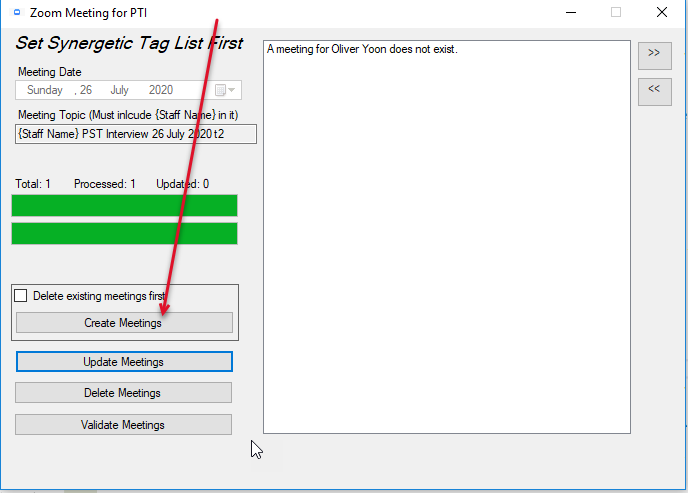 Zoom Meeting for PTI
Set Synergetic Tag List First
Meeting Date
Sunday , 26 July 2020
Meeting Topic (Must inlcude {Staff Name} in it)
{Staff Name} PST Interview 26 July 2020 t2
Total: 1 Processed: 1 Updated: 0
Delete existing meetings first
Create Meetings
Update Meetings
Delete Meetings
Validate Meetings
A meeting for Oliver Yoon does not exist.
>>
<<